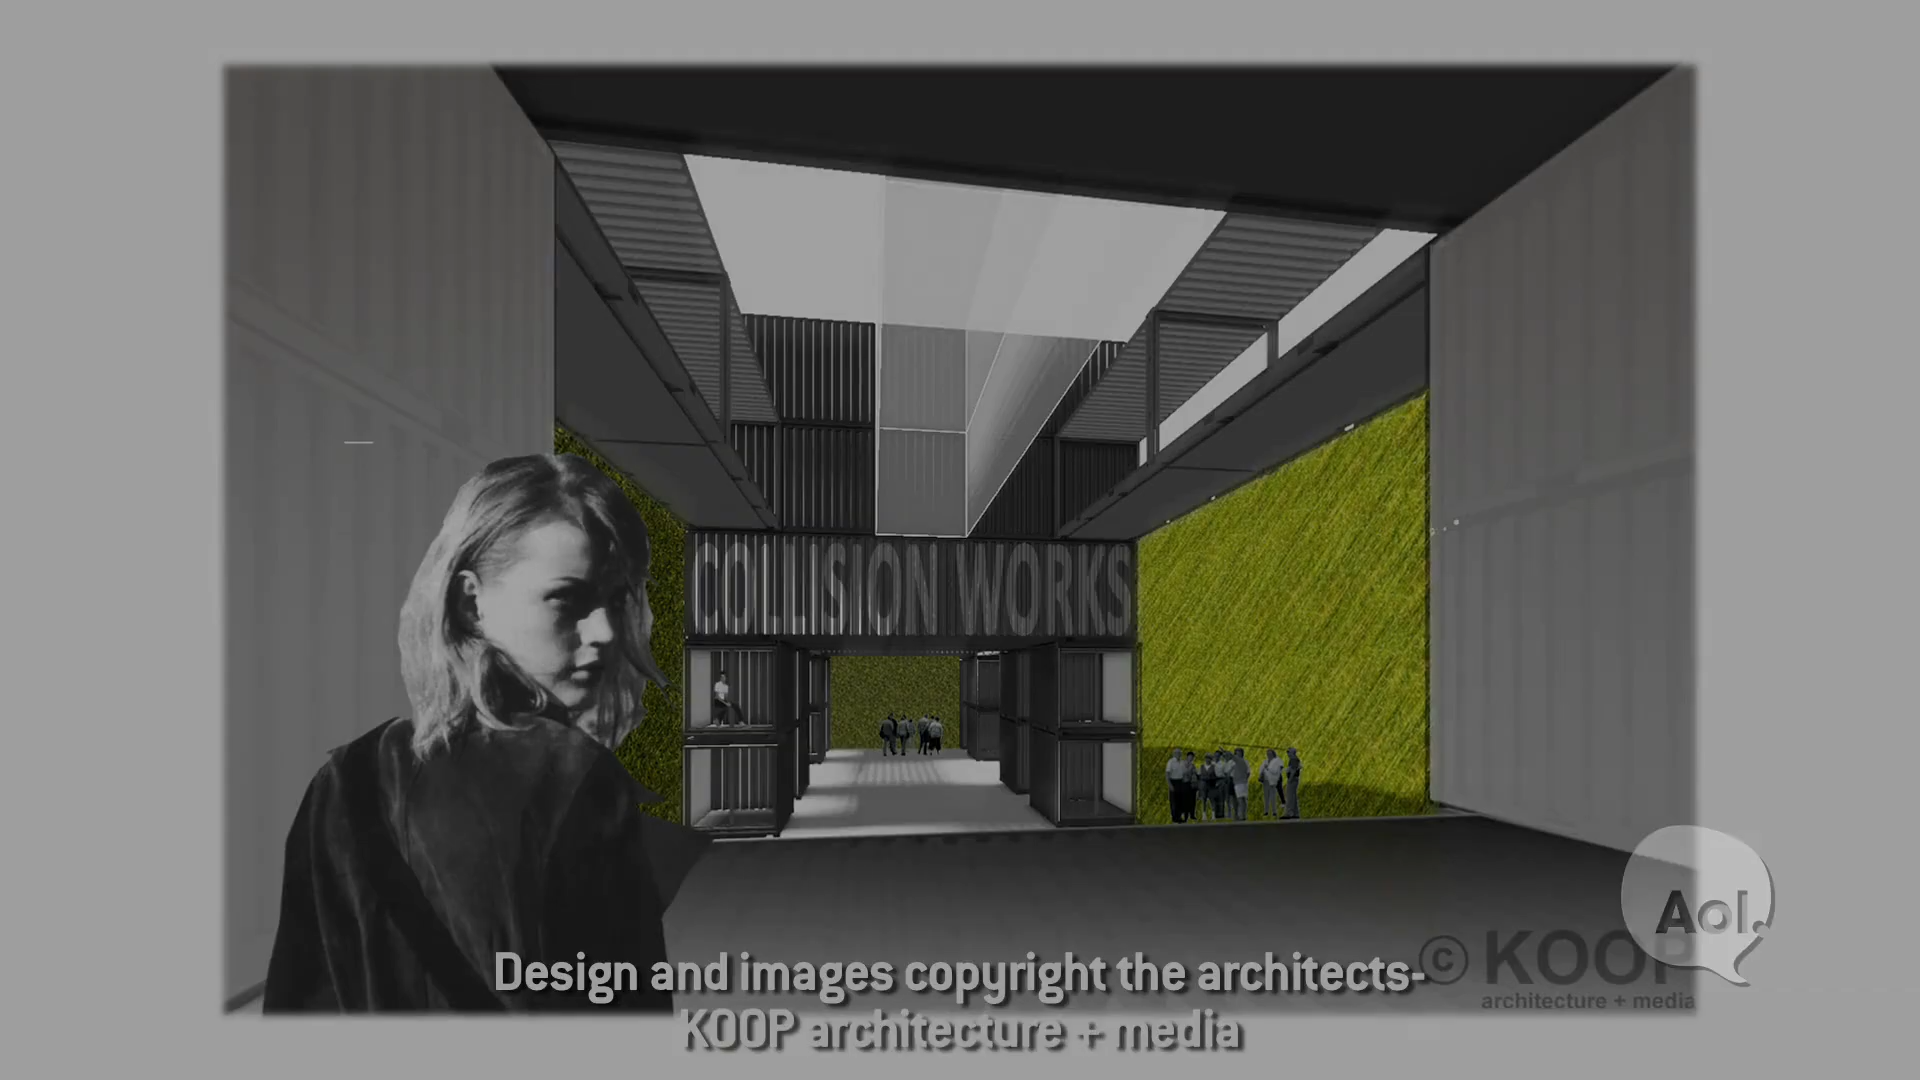 COLLISION WORKS
Aol.
© KOOP
architecture + media
Design and images copyright the architects-
KOOP architecture + media